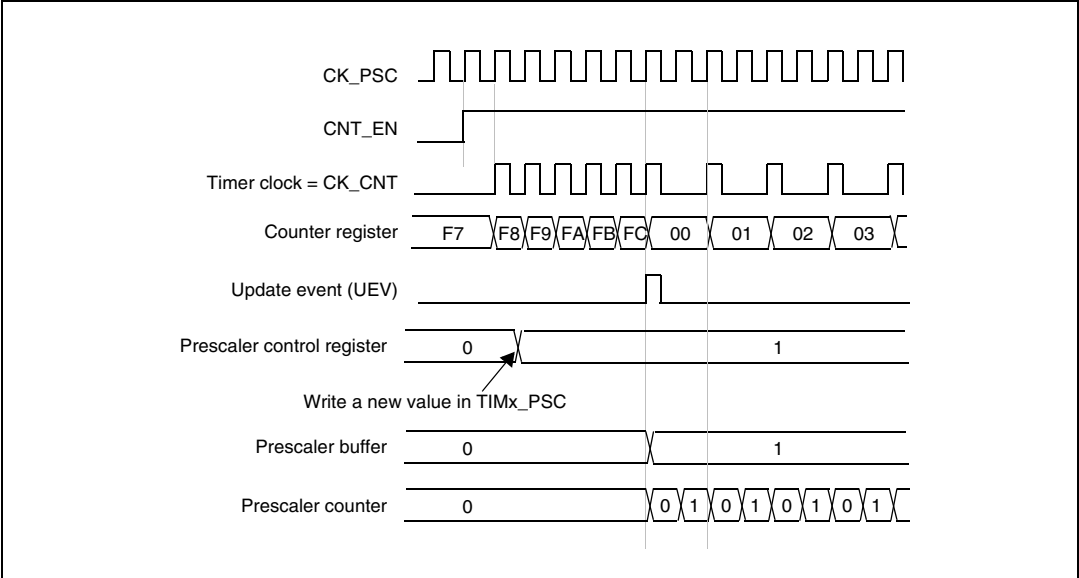 CK_PSC
CNT_EN
Timer clock = CK_CNT
Counter register F7 F8 F9 FA FB FC 00 01 02 03
Update event (UEV)
Prescaler control register 0 1
Write a new value in TIMx_PSC
Prescaler buffer 0 1
Prescaler counter 0 0 1 0 1 0 1 0 1